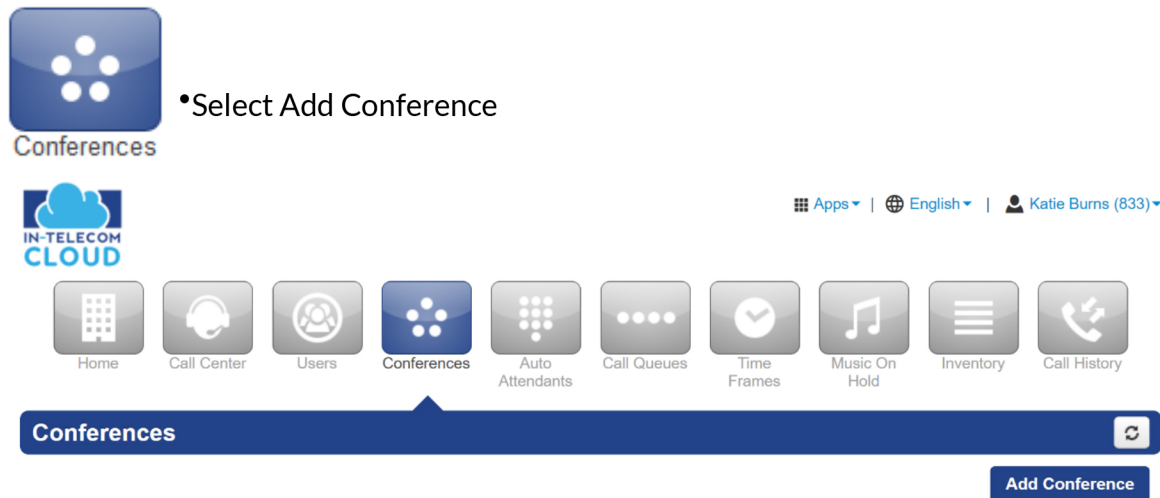 •Select Add Conference
Conferences
IN-TELECOM
CLOUD
Apps | English | Katie Burns (833)
Home
Call Center
Users
Conferences
Auto
Attendants
Call Queues
Time
Frames
Music On
Hold
Inventory
Call History
Conferences
Add Conference